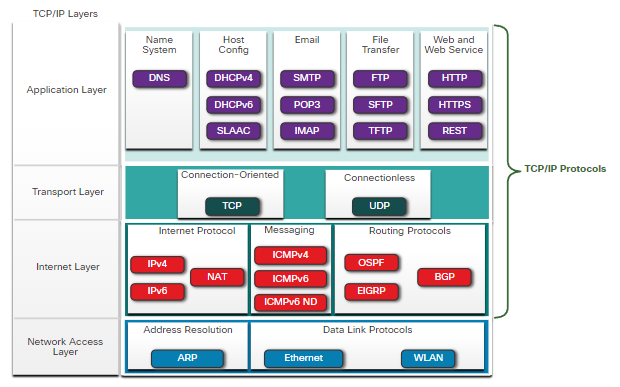 TCP/IP Layers
Application Layer
Name
System
DNS
Host
Config
DHCPv4
DHCPv6
SLAAC
Email
SMTP
POP3
IMAP
File
Transfer
FTP
SFTP
TFTP
Web and
Web Service
HTTP
HTTPS
REST
TCP/IP Protocols
Transport Layer
Connection-Oriented
TCP
Connectionless
UDP
Internet Layer
Internet Protocol
IPv4
IPv6
NAT
Messaging
ICMPv4
ICMPv6
ICMPv6 ND
Routing Protocols
OSPF
EIGRP
BGP
Network Access
Layer
Address Resolution
ARP
Data Link Protocols
Ethernet
WLAN